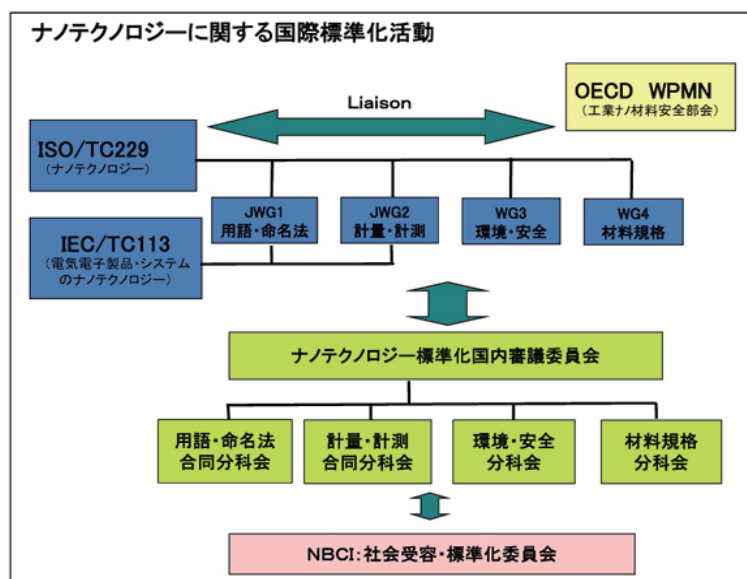 ナノテクノロジーに関する国際標準化活動
OECD WPMN
(工業ナノ材料安全部会)
Liaison
ISO/TC229
(ナノテクノロジー)
JWG1
用語・命名法
JWG2
計量・計測
WG3
環境・安全
WG4
材料規格
IEC/TC113
(電気電子製品・システム
のナノテクノロジー)
ナノテクノロジー標準化国内審議委員会
用語・命名法
合同分科会
計量・計測
合同分科会
環境・安全
分科会
材料規格
分科会
NBCI:社会受容・標準化委員会